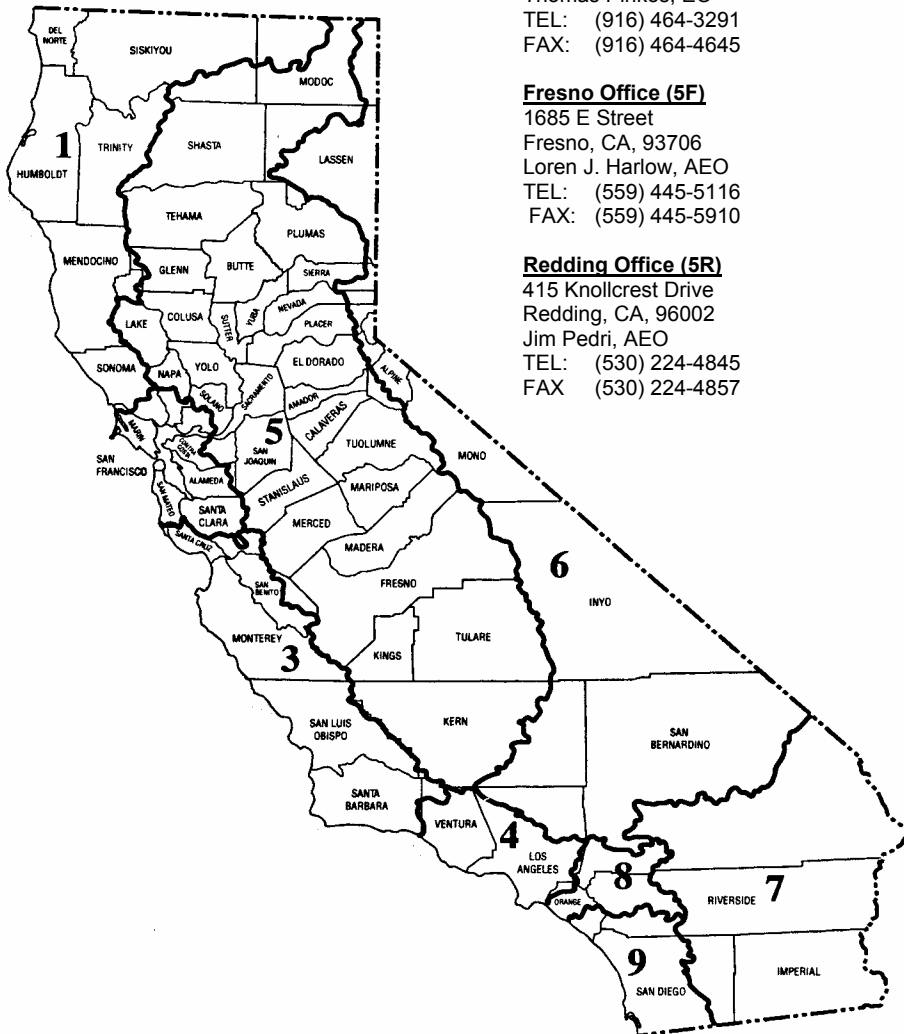 TEL: (916) 464-3291
FAX: (916) 464-4645
Fresno Office (5F)
1685 E Street
Fresno, CA, 93706
Loren J. Harlow, AEO
TEL: (559) 445-5116
FAX: (559) 445-5910
Redding Office (5R)
415 Knollcrest Drive
Redding, CA, 96002
Jim Pedri, AEO
TEL: (530) 224-4845
FAX (530) 224-4857
DEL
NORTE
SISKIYOU
MODOC
1
HUMBOLDT
TRINITY
SHASTA
LASSEN
TEHAMA
PLUMAS
MENDOCINO
GLENN
BUTTE
SIERRA
LAKE
COLUSA
SUTTER
YUBA
NEVADA
PLACER
SONOMA
NAPA
YOLO
SOLANO
SACRAMENTO
EL DORADO
ALPINE
AMADOR
CALAVERAS
MARIN
CONTRA
COSTA
5
SAN
JOAQUIN
TUOLUMNE
MONO
SAN
FRANCISCO
ALAMEDA
STANISLAUS
MARIPOSA
SAN MATEO
SANTA
CLARA
SANTA CRUZ
MERCED
MADERA
6
INYO
SAN
BENITO
FRESNO
MONTEREY
3
KINGS
TULARE
SAN LUIS
OBISPO
KERN
SAN
BERNARDINO
SANTA
BARBARA
VENTURA
4
LOS
ANGELES
ORANGE
8
RIVERSIDE
7
9
SAN DIEGO
IMPERIAL